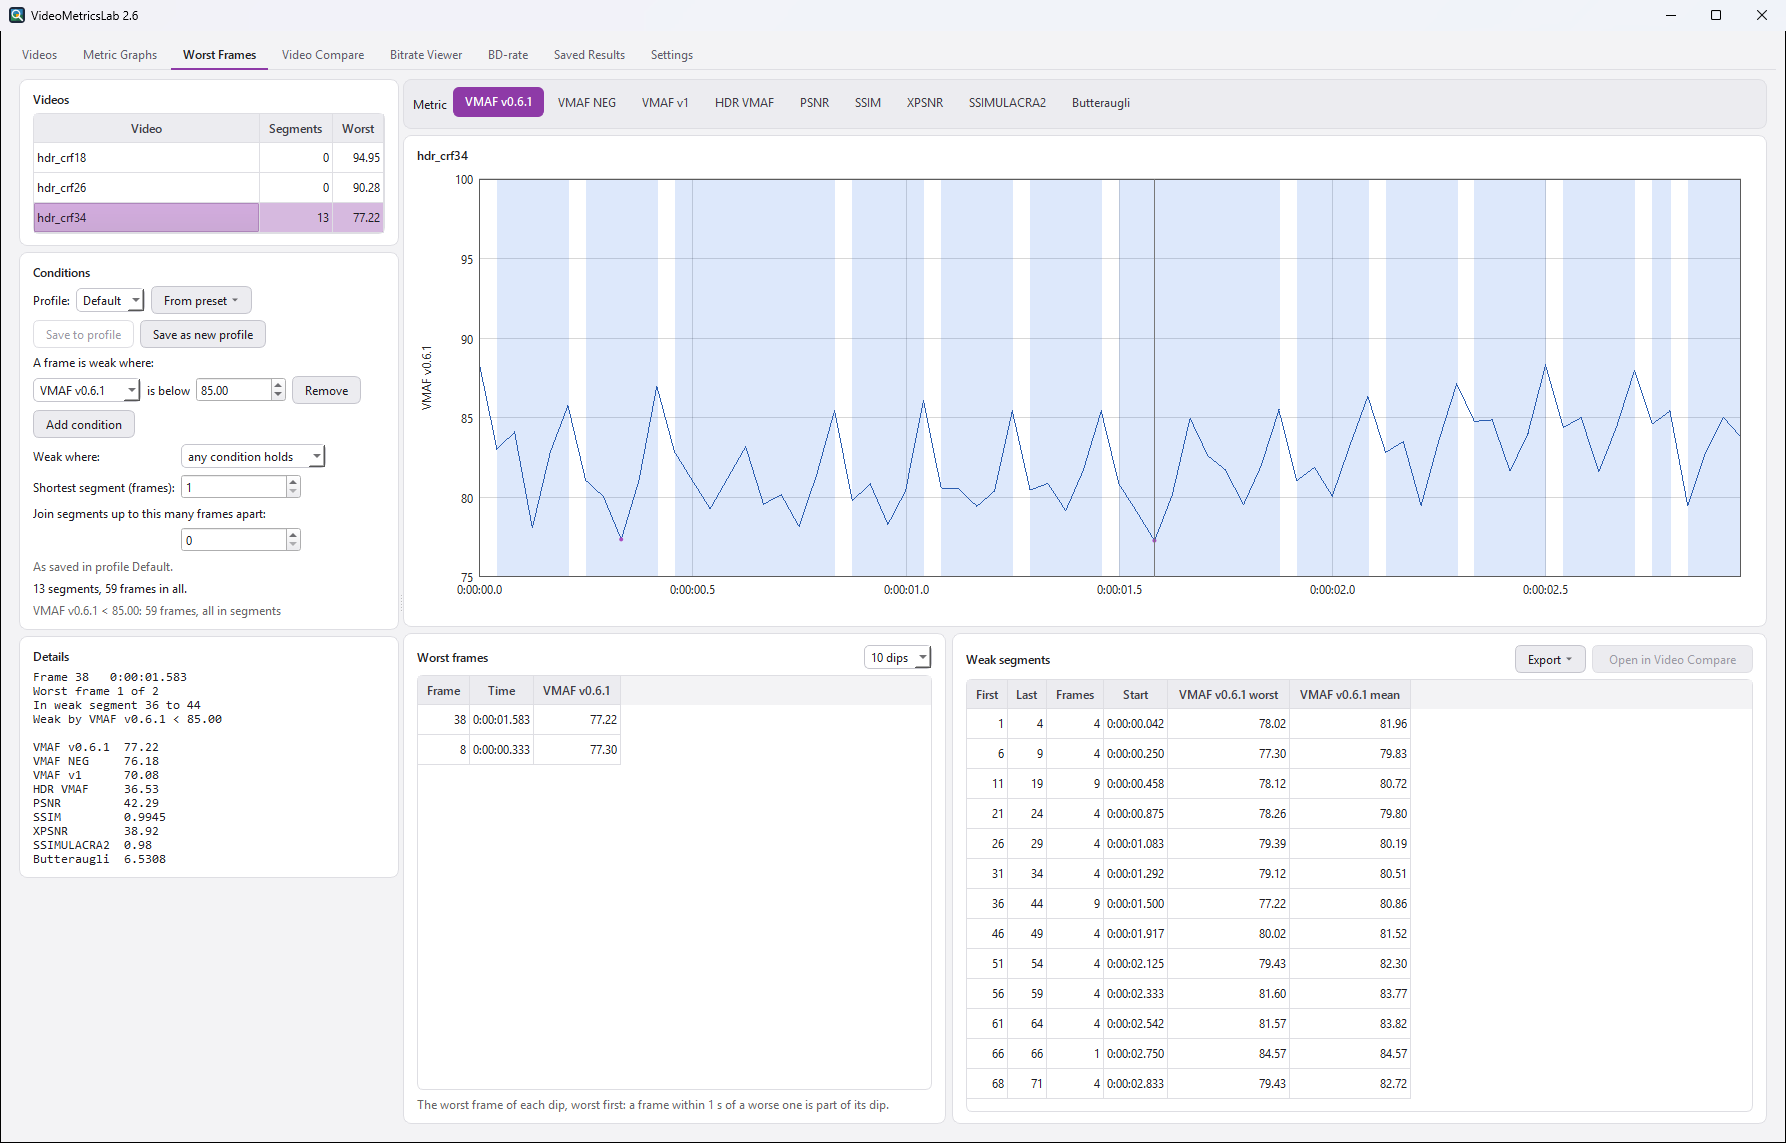 VideoMetricsLab 2.6
Videos Metric Graphs Worst Frames Video Compare Bitrate Viewer BD-rate Saved Results Settings
Videos
Video Segments Worst
hdr_crf18 0 94.95
hdr_crf26 0 90.28
hdr_crf34 13 77.22
Conditions
Profile: Default From preset
Save to profile Save as new profile
A frame is weak where:
VMAF v0.6.1 is below 85.00 Remove
Add condition
Weak where: any condition holds
Shortest segment (frames): 1
Join segments up to this many frames apart:
0
As saved in profile Default.
13 segments, 59 frames in all.
VMAF v0.6.1 < 85.00: 59 frames, all in segments
Details
Frame 38 0:00:01.583
Worst frame 1 of 2
In weak segment 36 to 44
Weak by VMAF v0.6.1 < 85.00
VMAF v0.6.1 77.22
VMAF NEG 76.18
VMAF v1 70.08
HDR VMAF 36.53
PSNR 42.29
SSIM 0.9945
XPSNR 38.92
SSIMULACRA2 0.98
Butteraugli 6.5308
Metric VMAF v0.6.1 VMAF NEG VMAF v1 HDR VMAF PSNR SSIM XPSNR SSIMULACRA2 Butteraugli
hdr_crf34
100
95
90
85
80
75
VMAF v0.6.1
0:00:00.0 0:00:00.5 0:00:01.0 0:00:01.5 0:00:02.0 0:00:02.5
Worst frames 10 dips
Frame Time VMAF v0.6.1
38 0:00:01.583 77.22
8 0:00:00.333 77.30
The worst frame of each dip, worst first: a frame within 1 s of a worse one is part of its dip.
Weak segments Export Open in Video Compare
First Last Frames Start VMAF v0.6.1 worst VMAF v0.6.1 mean
1 4 4 0:00:00.042 78.02 81.96
6 9 4 0:00:00.250 77.30 79.83
11 19 9 0:00:00.458 78.12 80.72
21 24 4 0:00:00.875 78.26 79.80
26 29 4 0:00:01.083 79.39 80.19
31 34 4 0:00:01.292 79.12 80.51
36 44 9 0:00:01.500 77.22 80.86
46 49 4 0:00:01.917 80.02 81.52
51 54 4 0:00:02.125 79.43 82.30
56 59 4 0:00:02.333 81.60 83.77
61 64 4 0:00:02.542 81.57 83.82
66 66 1 0:00:02.750 84.57 84.57
68 71 4 0:00:02.833 79.43 82.72